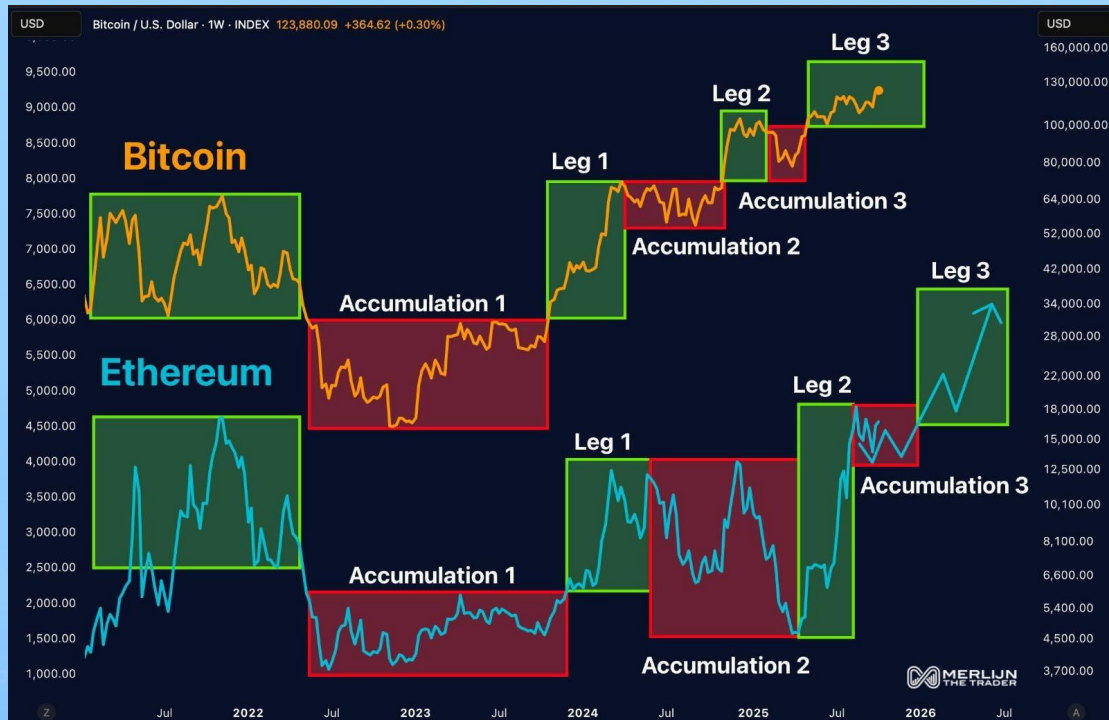 USD
Bitcoin / U.S. Dollar · 1W · INDEX 123,880.09 +364.62 (+0.30%)
USD
160,000.00
9,500.00
130,000.00
9,000.00
100,000.00
8,500.00
80,000.00
8,000.00
64,000.00
7,500.00
52,000.00
7,000.00
42,000.00
6,500.00
34,000.00
6,000.00
28,000.00
5,500.00
22,000.00
5,000.00
18,000.00
4,500.00
15,000.00
4,000.00
12,500.00
3,500.00
10,100.00
3,000.00
8,100.00
2,500.00
6,600.00
2,000.00
5,400.00
1,500.00
4,500.00
1,000.00
3,700.00
Bitcoin
Accumulation 1
Leg 1
Accumulation 2
Leg 2
Accumulation 3
Leg 3
Ethereum
Accumulation 1
Leg 1
Accumulation 2
Leg 2
Accumulation 3
Leg 3
MERLIJN
THE TRADER
Z
Jul
2022
Jul
2023
Jul
2024
Jul
2025
Jul
2026
Jul
A